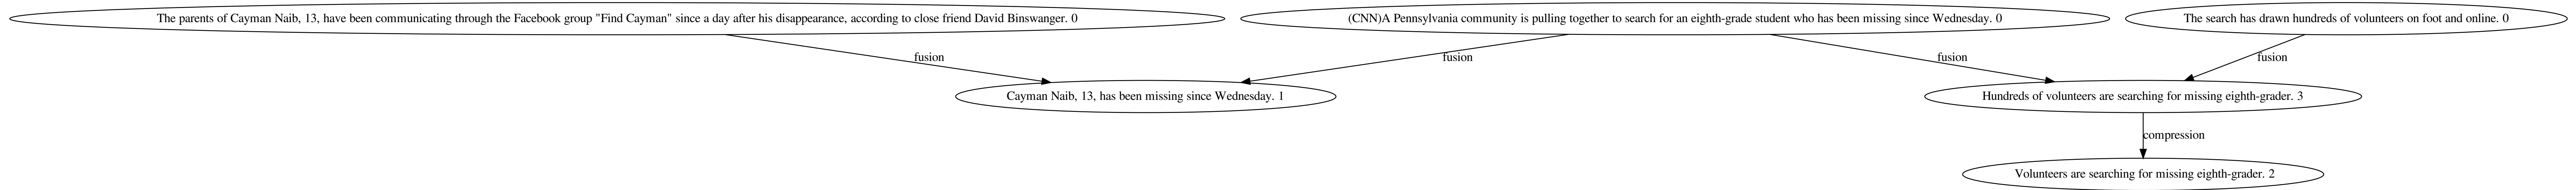 The parents of Cayman Naib, 13, have been communicating through the Facebook group "Find Cayman" since a day after his disappearance, according to close friend David Binswanger. 0
(CNN)A Pennsylvania community is pulling together to search for an eighth-grade student who has been missing since Wednesday. 0
The search has drawn hundreds of volunteers on foot and online. 0
fusion
fusion
fusion
fusion
Cayman Naib, 13, has been missing since Wednesday. 1
Hundreds of volunteers are searching for missing eighth-grader. 3
compression
Volunteers are searching for missing eighth-grader. 2